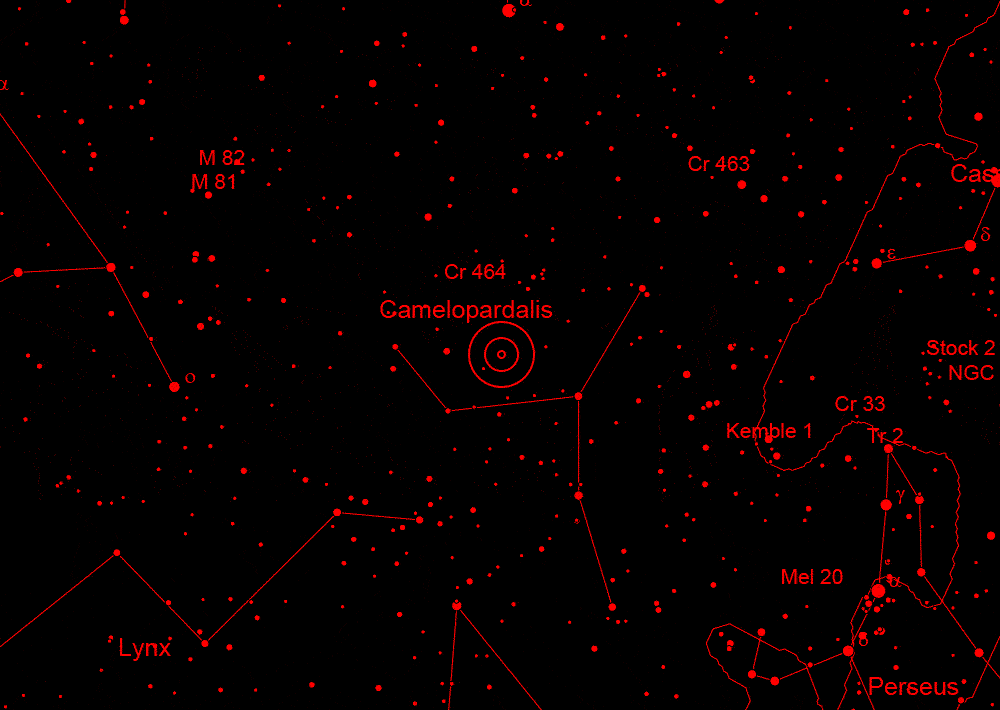 α
α
M 82
M 81
Cr 463
Cas
δ
ε
Cr 464
Camelopardalis
Stock 2
NGC
ο
Cr 33
Kemble 1
Tr 2
γ
Mel 20
α
δ
Lynx
Perseus